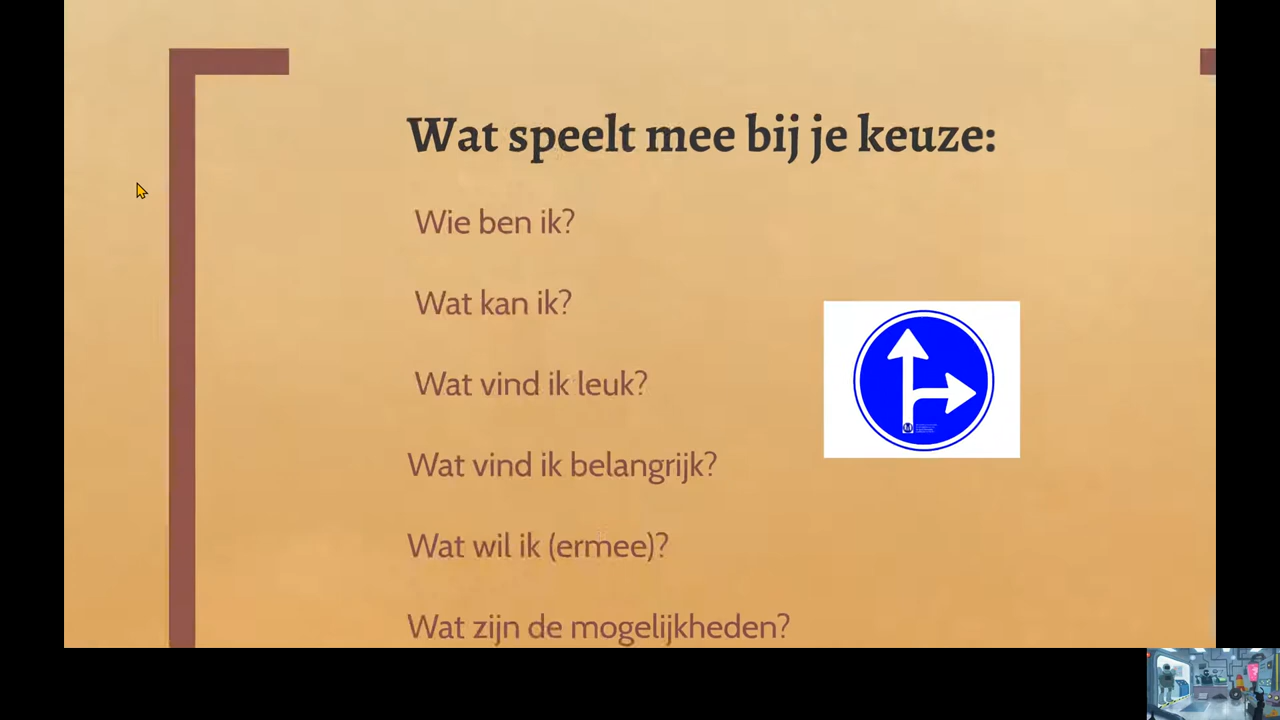 Wat speelt mee bij je keuze:
Wie ben ik?
Wat kan ik?
Wat vind ik leuk?
Wat vind ik belangrijk?
Wat wil ik (ermee)?
Wat zijn de mogelijkheden?